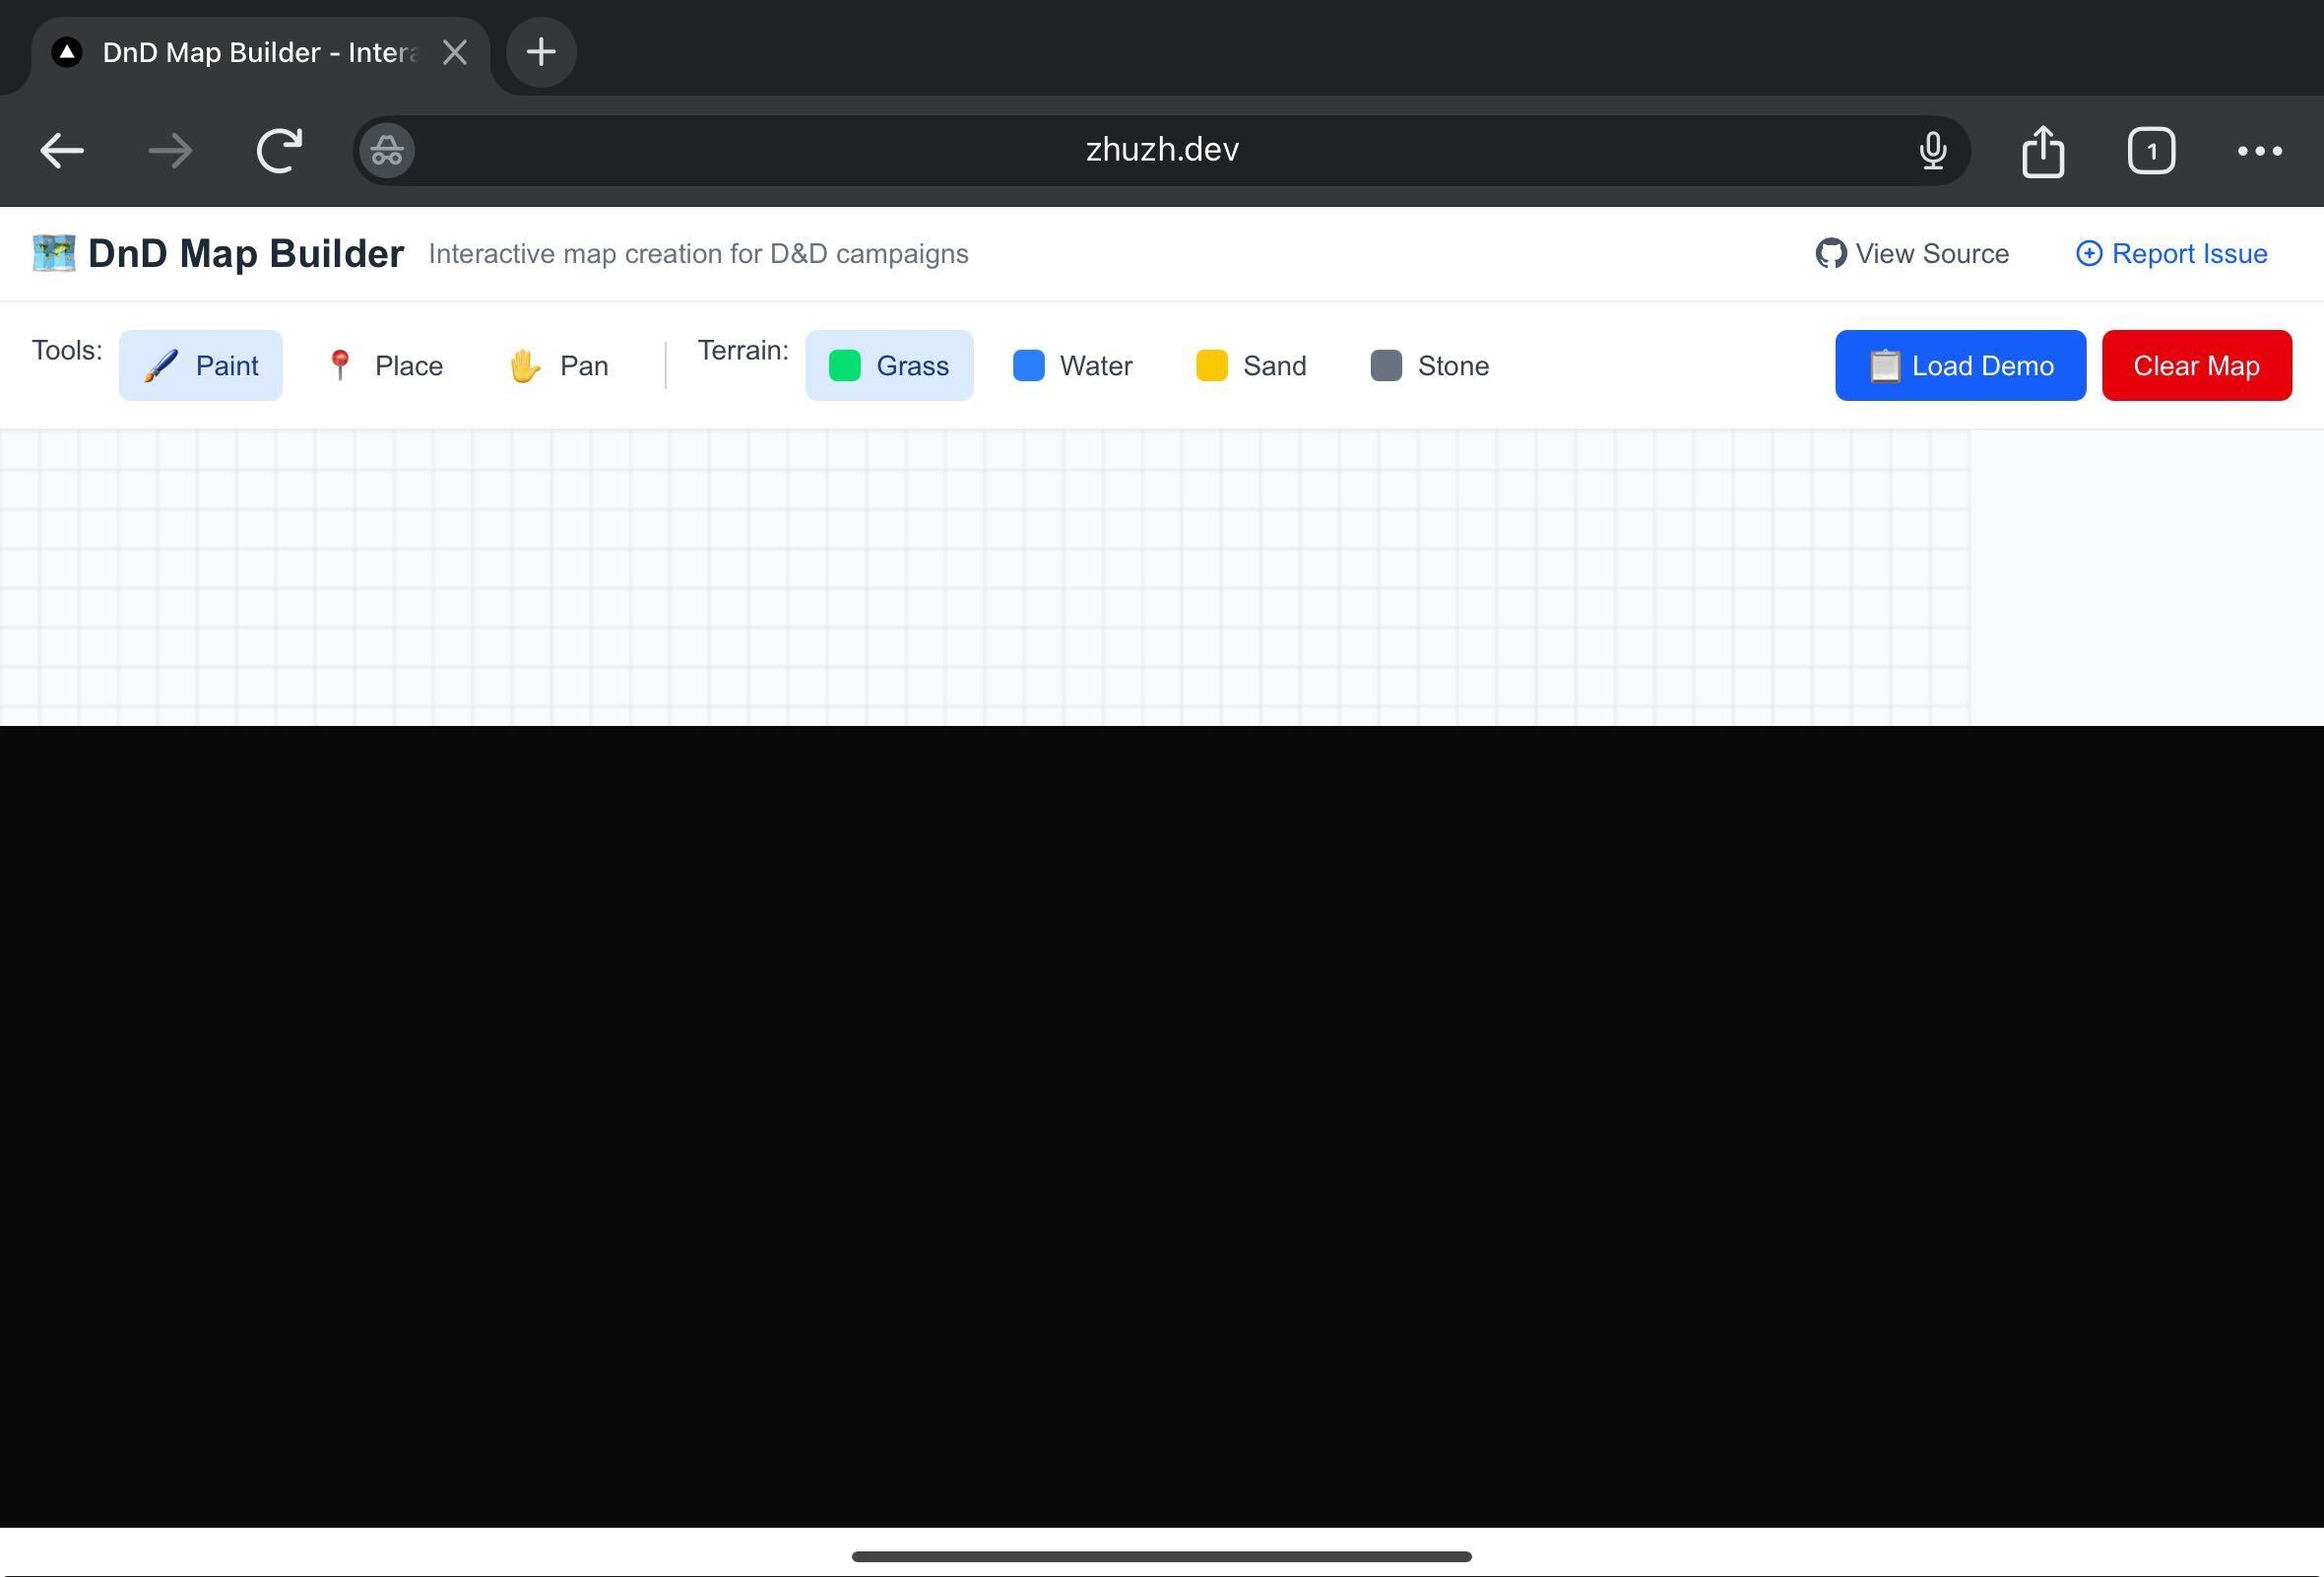 DnD Map Builder - Inter
zhuzh.dev
1
DnD Map Builder Interactive map creation for D&D campaigns View Source Report Issue
Tools: Paint Place Pan Terrain: Grass Water Sand Stone Load Demo Clear Map